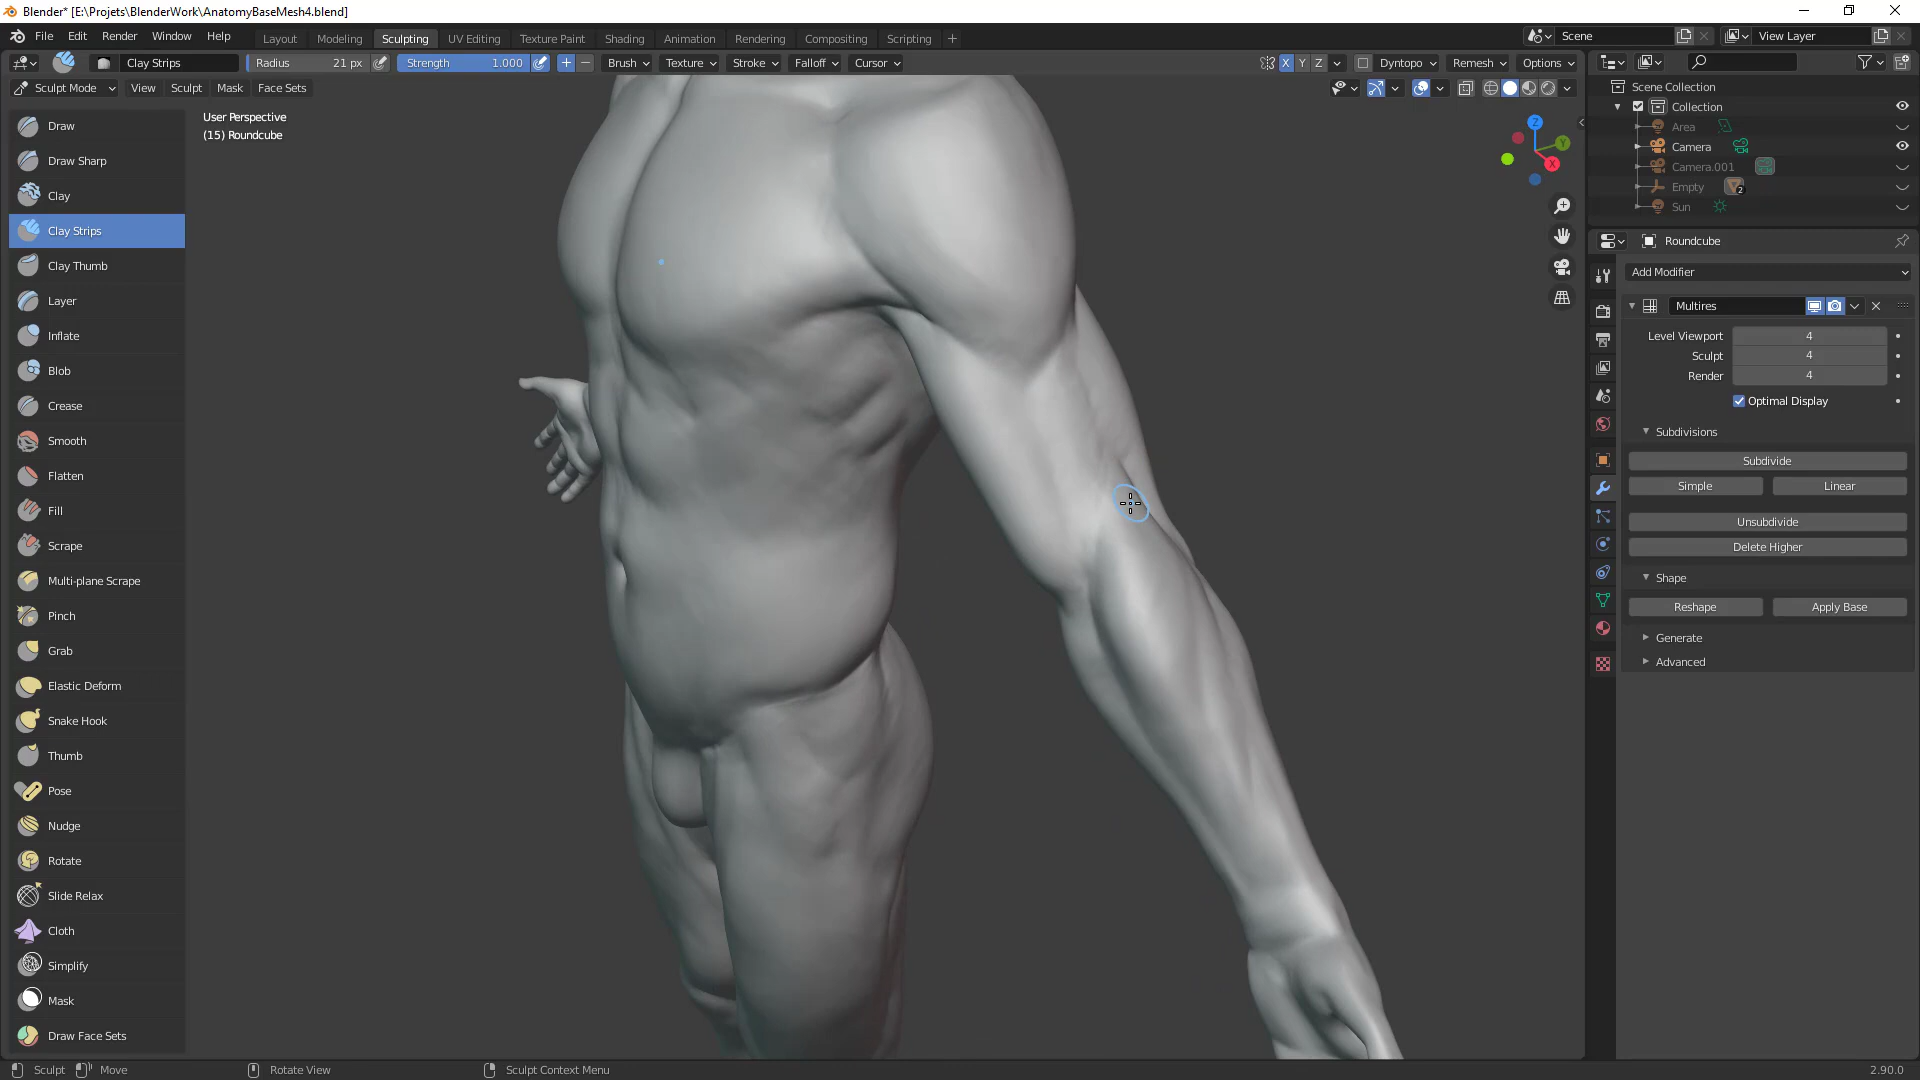 Blender* [E:\Projets\BlenderWork\AnatomyBaseMesh4.blend]
File Edit Render Window Help Layout Modeling Sculpting UV Editing Texture Paint Shading Animation Rendering Compositing Scripting + Scene View Layer
Clay Strips Radius 21 px Strength 1.000 + − Brush Texture Stroke Falloff Cursor X Y Z Dyntopo Remesh Options
Sculpt Mode View Sculpt Mask Face Sets
User Perspective
(15) Roundcube
Draw
Draw Sharp
Clay
Clay Strips
Clay Thumb
Layer
Inflate
Blob
Crease
Smooth
Flatten
Fill
Scrape
Multi-plane Scrape
Pinch
Grab
Elastic Deform
Snake Hook
Thumb
Pose
Nudge
Rotate
Slide Relax
Cloth
Simplify
Mask
Draw Face Sets
Z
Y
X
Scene Collection
Collection
Area
Camera
Camera.001
Empty 2
Sun
Roundcube
Add Modifier
Multires
Level Viewport 4
Sculpt 4
Render 4
Optimal Display
Subdivisions
Subdivide
Simple Linear
Unsubdivide
Delete Higher
Shape
Reshape Apply Base
Generate
Advanced
Sculpt Move Rotate View Sculpt Context Menu 2.90.0